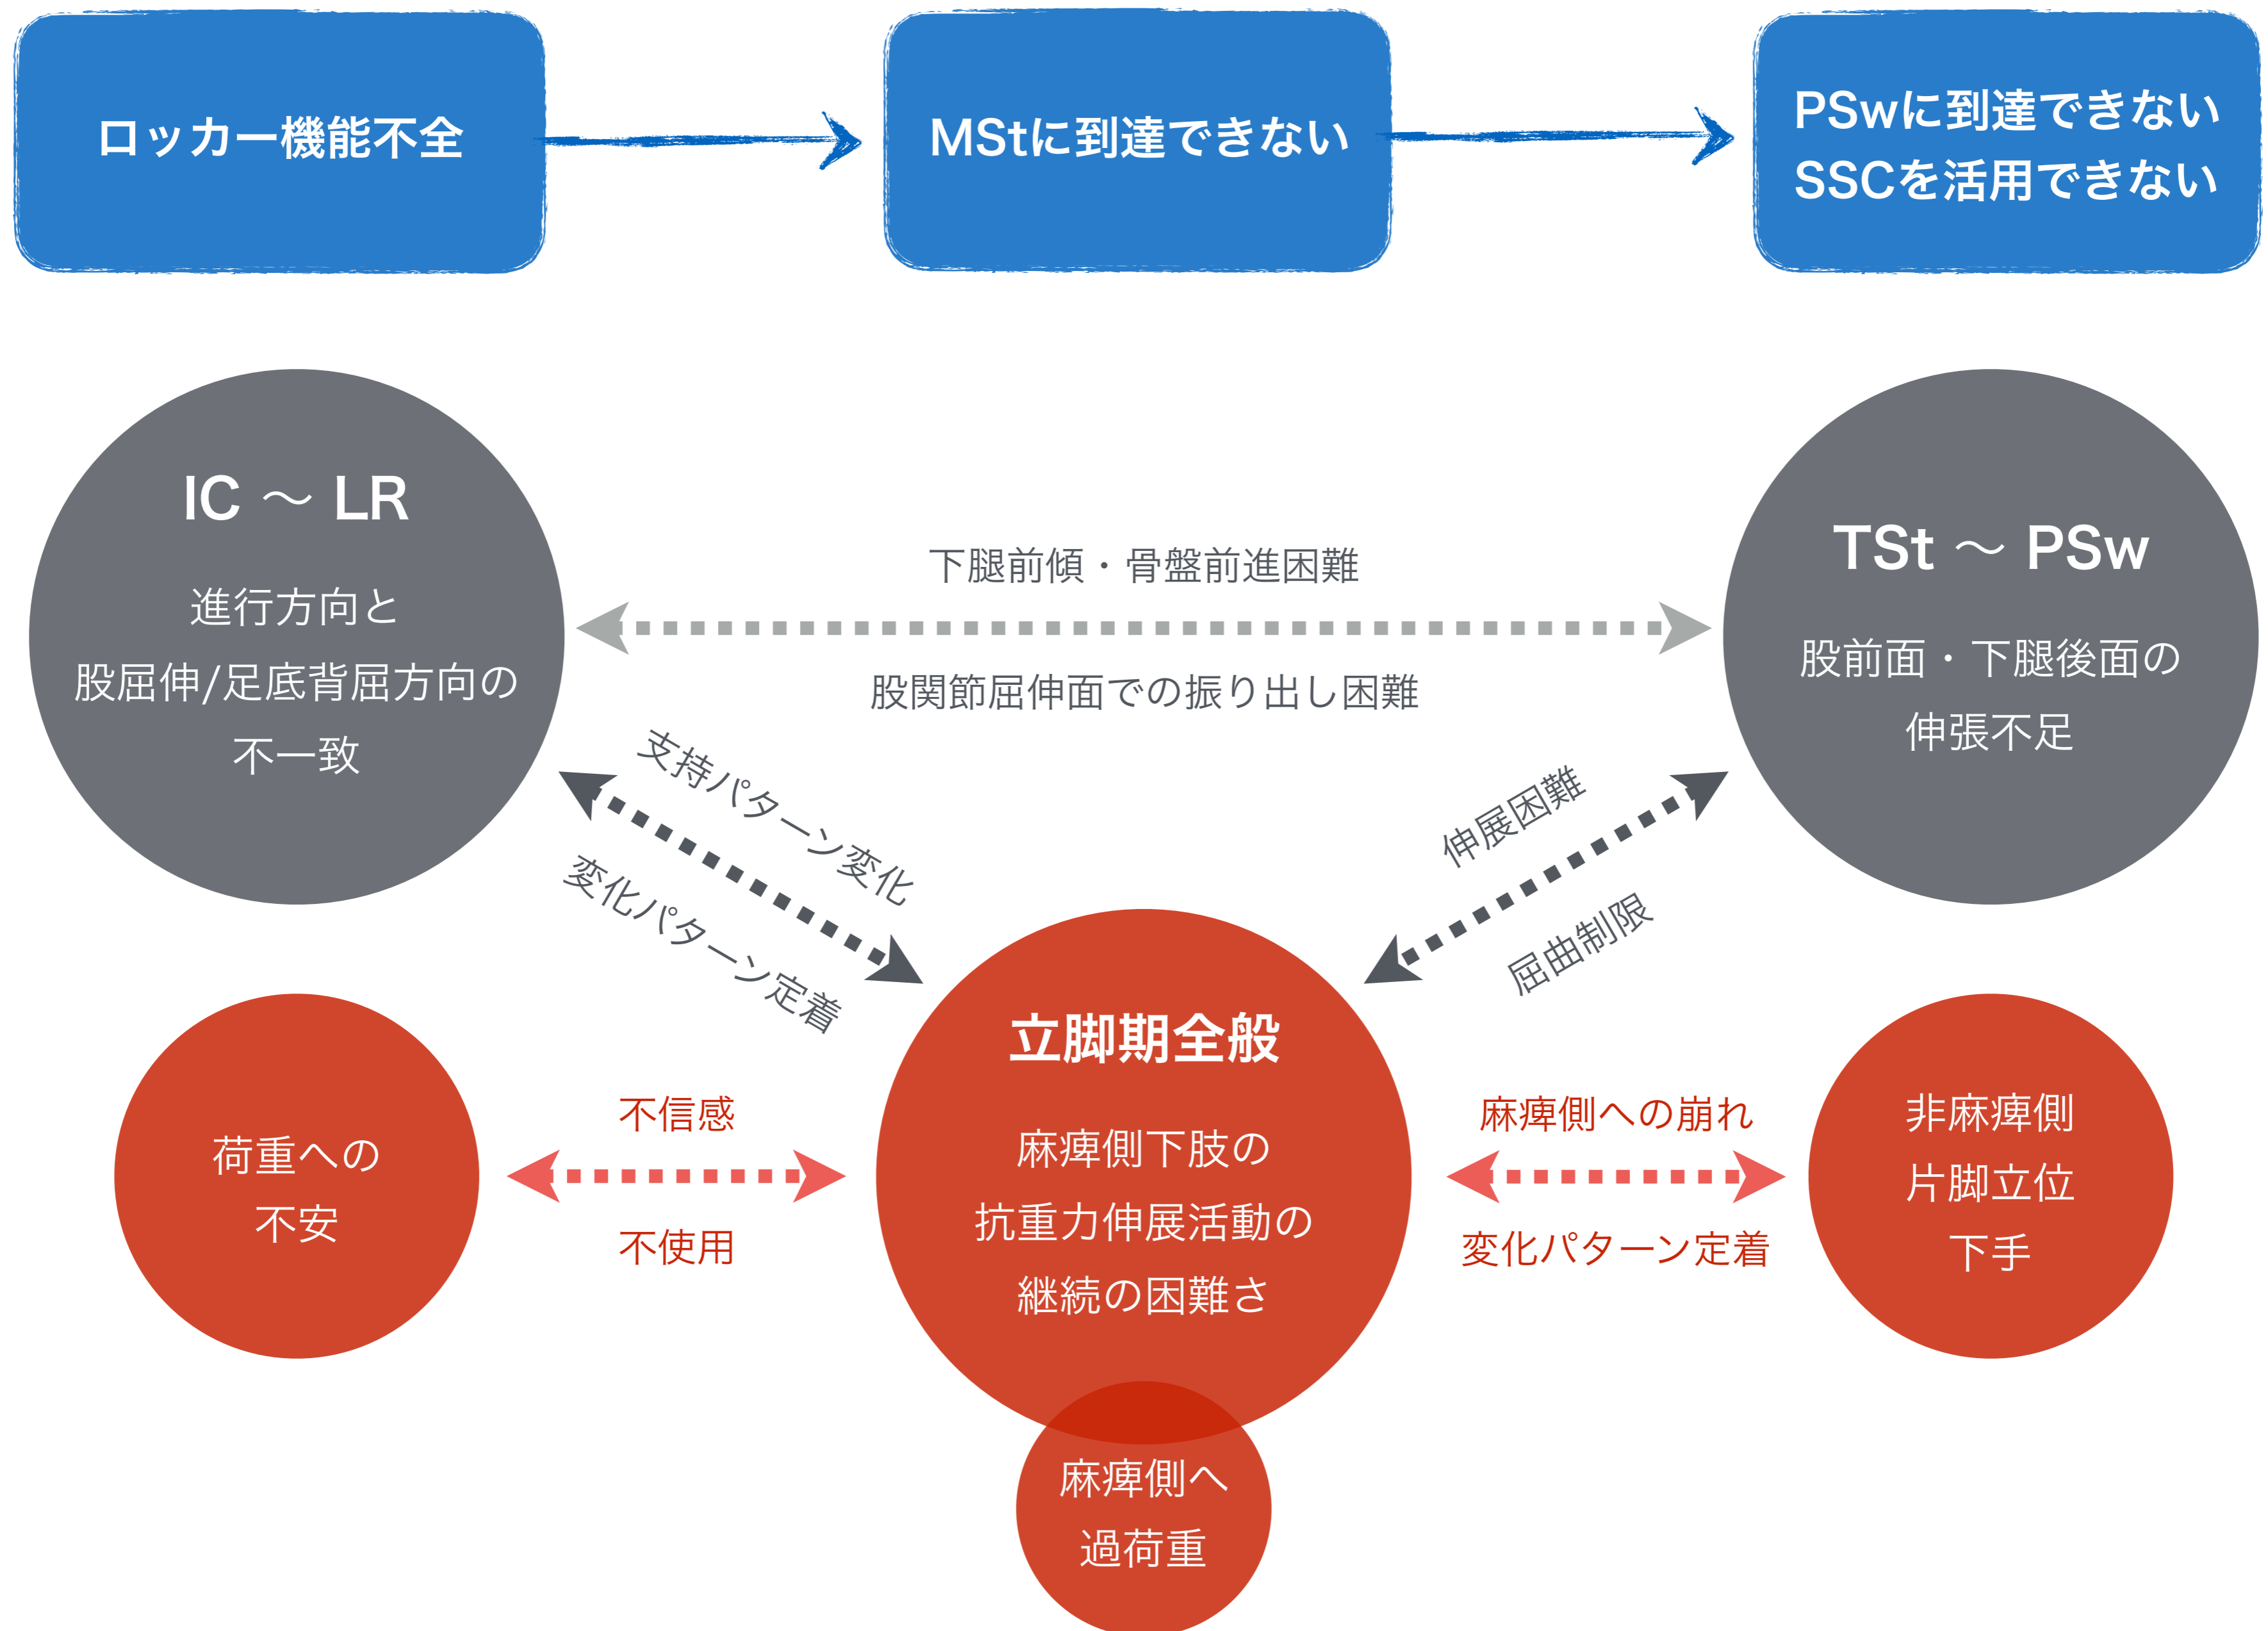 ロッカー機能不全
MStに到達できない
PSwに到達できない
SSCを活用できない
IC 〜 LR
進行方向と
股屈伸/足底背屈方向の
不一致
下腿前傾・骨盤前進困難
股関節屈伸面での振り出し困難
TSt 〜 PSw
股前面・下腿後面の
伸張不足
支持パターン変化
変化パターン定着
伸展困難
屈曲制限
立脚期全般
麻痺側下肢の
抗重力伸展活動の
継続の困難さ
荷重への
不安
不信感
不使用
麻痺側への崩れ
変化パターン定着
非麻痺側
片脚立位
下手
麻痺側へ
過荷重